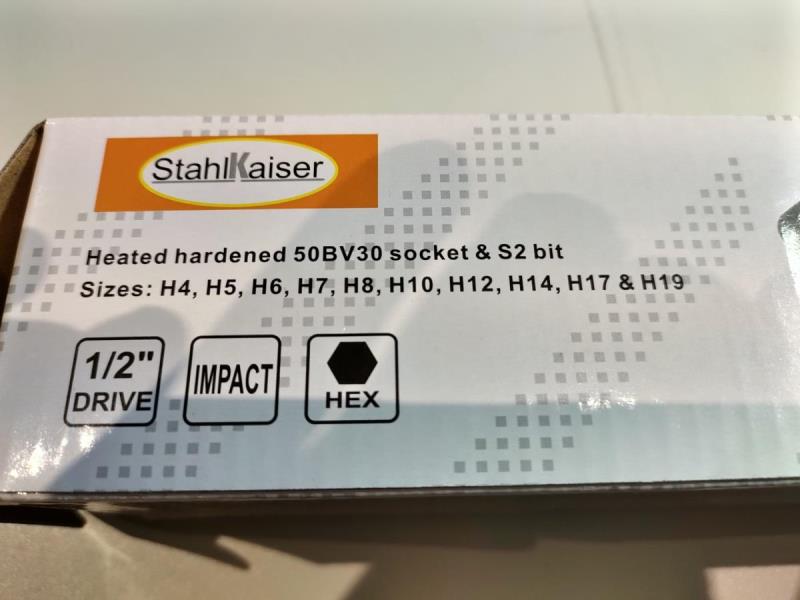 StahlKaiser
Heated hardened 50BV30 socket & S2 bit
Sizes: H4, H5, H6, H7, H8, H10, H12, H14, H17 & H19
1/2" DRIVE
IMPACT
HEX